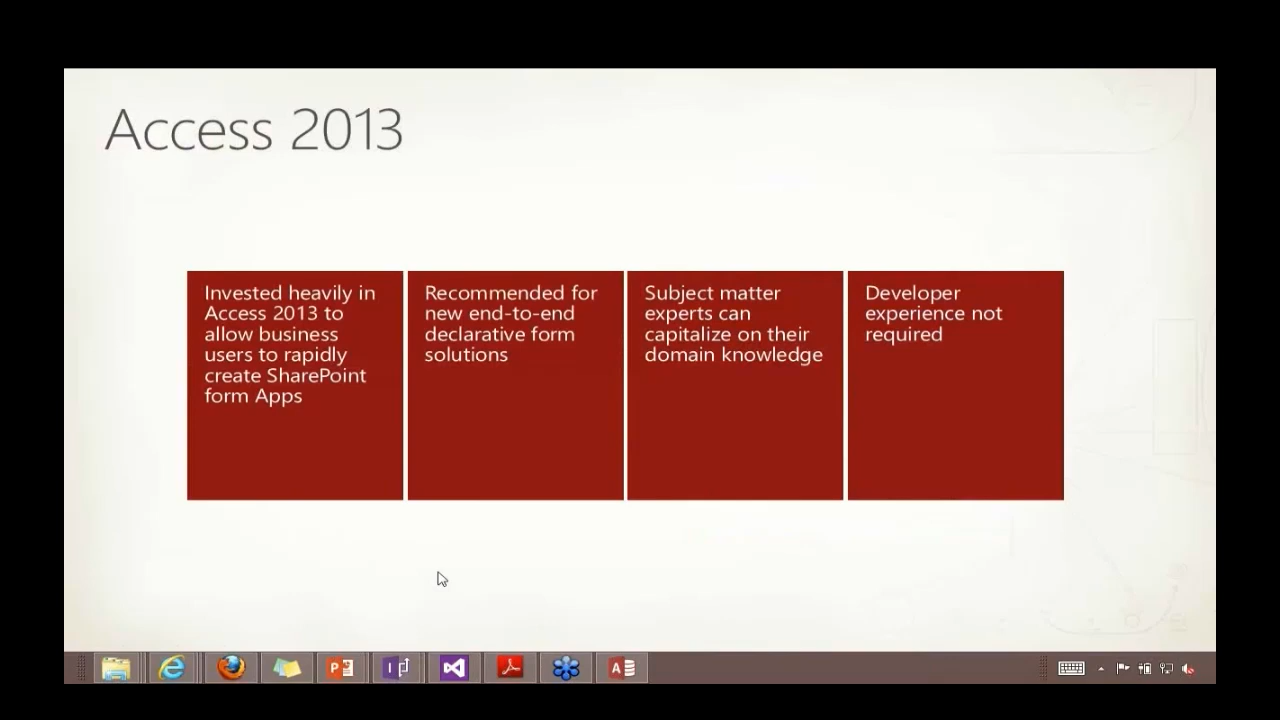 Access 2013
Invested heavily in
Access 2013 to
allow business
users to rapidly
create SharePoint
form Apps
Recommended for
new end-to-end
declarative form
solutions
Subject matter
experts can
capitalize on their
domain knowledge
Developer
experience not
required